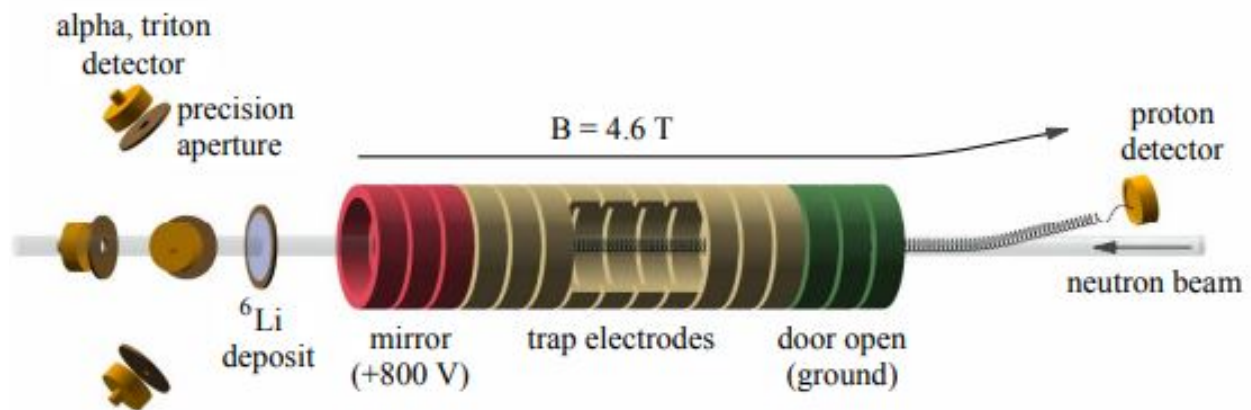 alpha, triton
detector
precision
aperture
B = 4.6 T
proton
detector
neutron beam
⁶Li
deposit
mirror
(+800 V)
trap electrodes
door open
(ground)